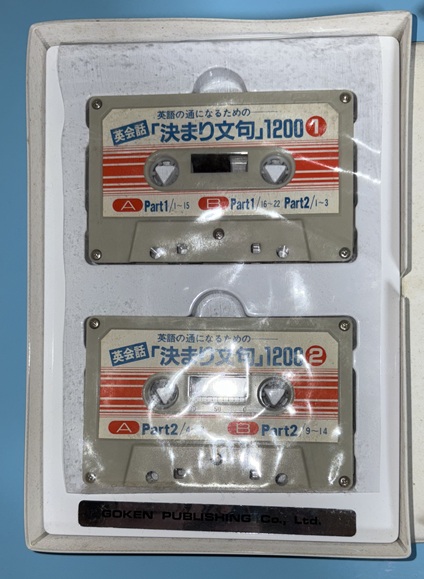 英語の通になるための
英会話「決まり文句」1200 1
A Part1/1~15 B Part1/16~22 Part2/1~3
英語の通になるための
英会話「決まり文句」1200 2
A Part2/4 B Part2/9~14
GOKEN PUBLISHING Co., Ltd.